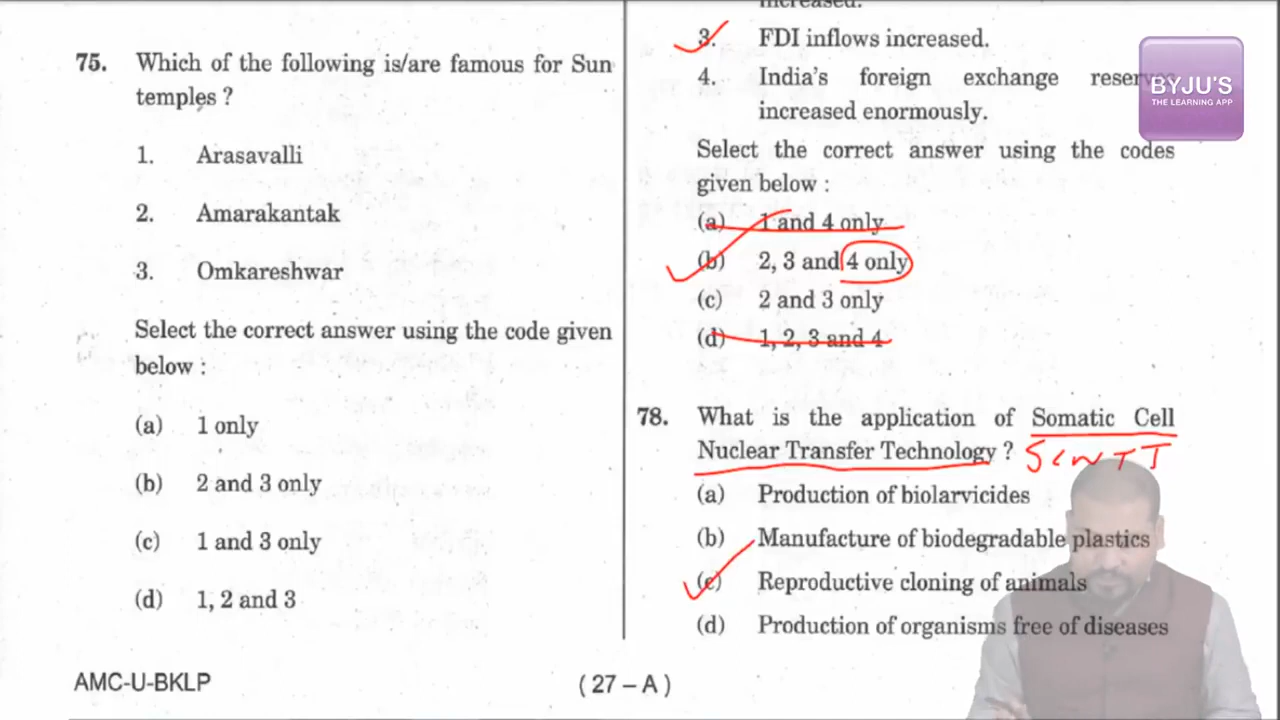 75. Which of the following is/are famous for Sun
temples ?
1. Arasavalli
2. Amarakantak
3. Omkareshwar
Select the correct answer using the code given
below :
(a) 1 only
(b) 2 and 3 only
(c) 1 and 3 only
(d) 1, 2 and 3
AMC-U-BKLP
( 27 – A )
increased.
3. FDI inflows increased.
4. India's foreign exchange
increased enormously.
Select the correct answer using the codes
given below :
(a) 1 and 4 only
(b) 2, 3 and 4 only
(c) 2 and 3 only
(d) 1, 2, 3 and 4
78. What is the application of Somatic Cell
Nuclear Transfer Technology ? SCNTT
(a) Production of biolarvicides
(b) Manufacture of biodegradable plastics
(c) Reproductive cloning of animals
(d) Production of organisms free of diseases
BYJU'S
THE LEARNING APP